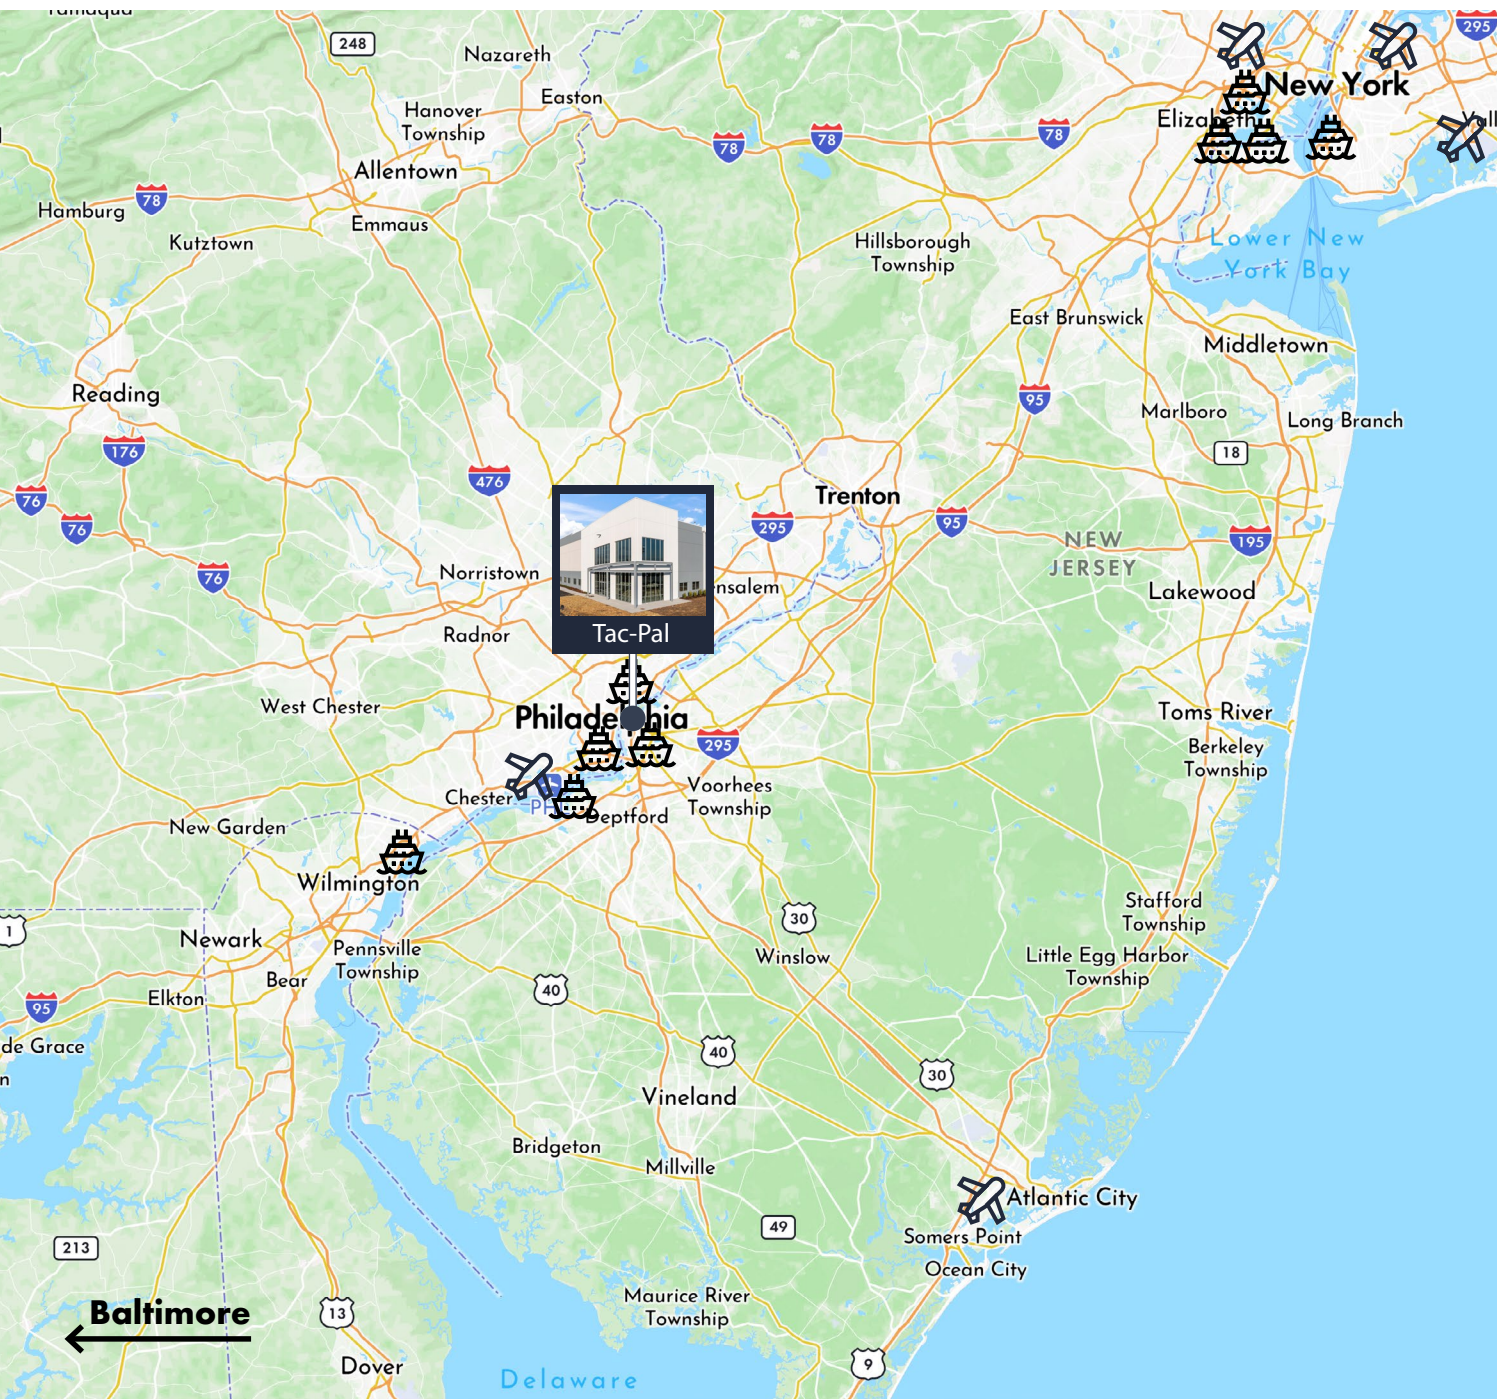 295
248
Nazareth
New York
Easton
Hanover
Township
Elizabeth
78
78
78
Allentown
78
Hamburg
Emmaus
Kutztown
Hillsborough
Township
Lower New
York Bay
East Brunswick
Middletown
Reading
95
Marlboro
Long Branch
176
18
476
76
Trenton
76
295
95
195
NEW
JERSEY
76
Norristown
nsalem
Lakewood
Tac-Pal
Radnor
West Chester
Philadelphia
Toms River
295
Berkeley
Township
Chester
Voorhees
Township
Deptford
New Garden
Wilmington
30
Stafford
Township
1
Newark
Pennsville
Township
Winslow
Little Egg Harbor
Township
Bear
40
Elkton
95
de Grace
n
40
30
Vineland
Bridgeton
Millville
Atlantic City
49
Somers Point
213
Ocean City
Maurice River
Township
Baltimore
13
9
Dover
Delaware